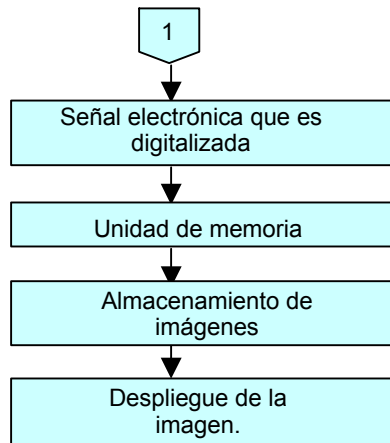 1
Señal electrónica que es
digitalizada
Unidad de memoria
Almacenamiento de
imágenes
Despliegue de la
imagen.